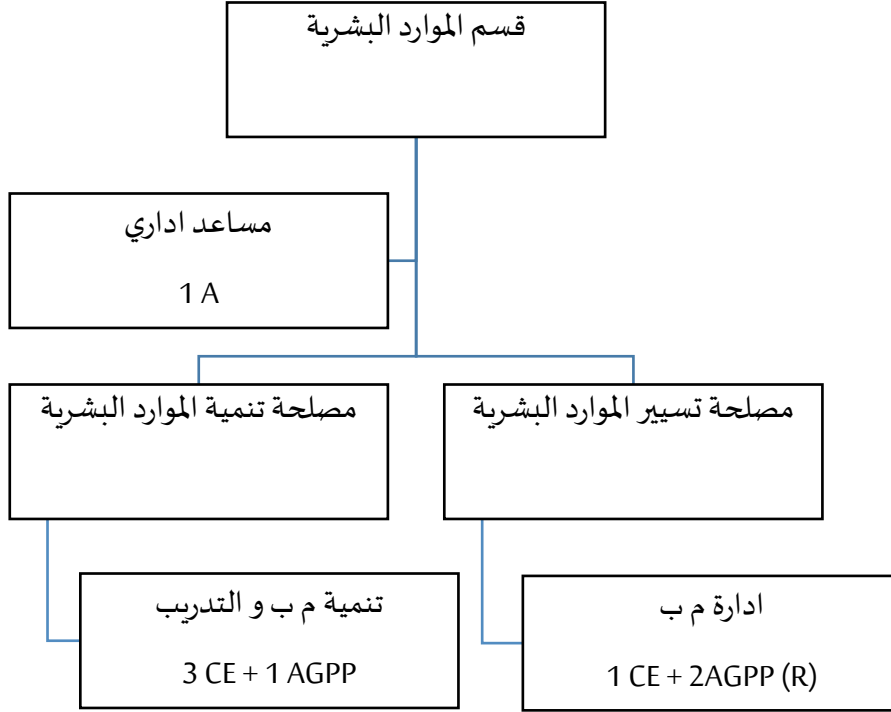 قسم الموارد البشرية
مساعد اداري
1 A
مصلحة تسيير الموارد البشرية
مصلحة تنمية الموارد البشرية
ادارة م ب
1 CE + 2AGPP (R)
تنمية م ب و التدريب
3 CE + 1 AGPP